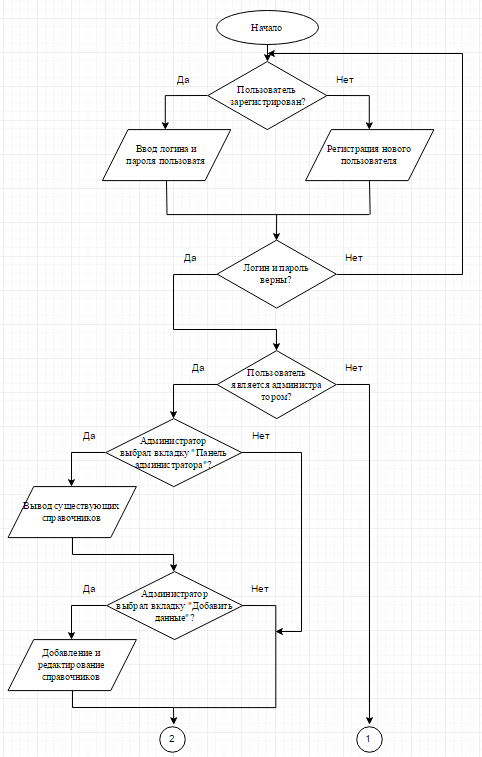 Начало
Пользователь
зарегистрирован?
Да
Нет
Ввод логина и
пароля пользоватя
Регистрация нового
пользователя
Логин и пароль
верны?
Да
Нет
Пользователь
является администра
тором?
Да
Нет
Администратор
выбрал вкладку "Панель
администратора"?
Да
Нет
Вывод существующих
справочников
Администратор
выбрал вкладку "Добавить
данные"?
Да
Нет
Добавление и
редактирование
справочников
2
1